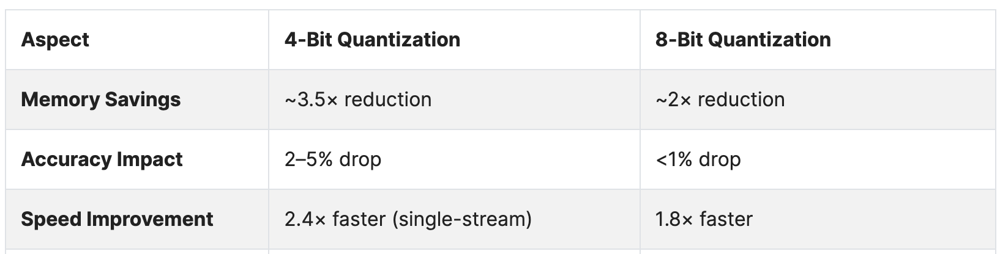 Aspect 4-Bit Quantization 8-Bit Quantization
Memory Savings ~3.5× reduction ~2× reduction
Accuracy Impact 2–5% drop <1% drop
Speed Improvement 2.4× faster (single-stream) 1.8× faster